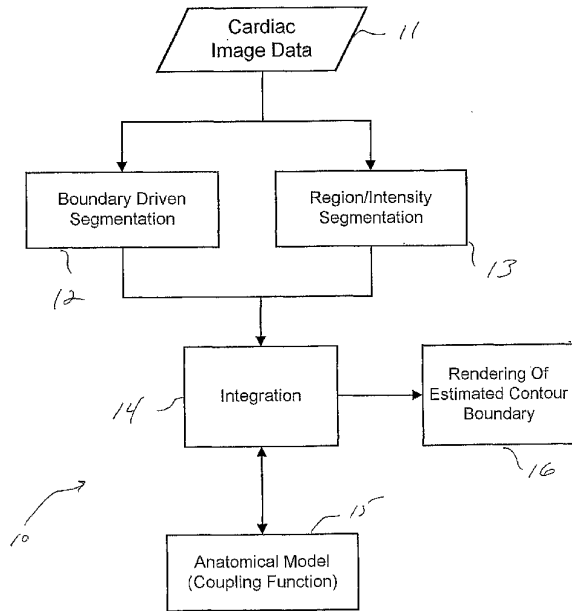 Cardiac
Image Data
11
Boundary Driven
Segmentation
Region/Intensity
Segmentation
12
13
Integration
14
Rendering Of
Estimated Contour
Boundary
16
10
15
Anatomical Model
(Coupling Function)